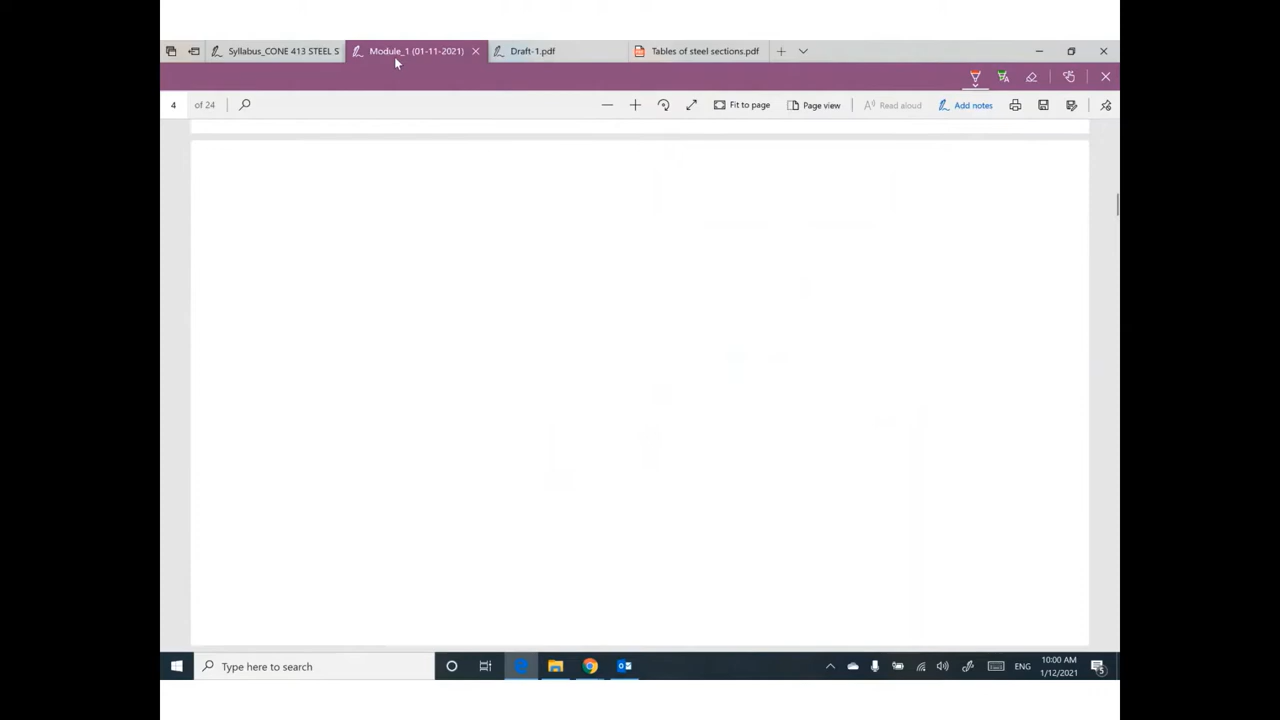 Syllabus_CONE 413 STEEL S
Module_1 (01-11-2021)
Draft-1.pdf
Tables of steel sections.pdf
4 of 24
Fit to page
Page view
Read aloud
Add notes
Type here to search
ENG
10:00 AM
1/12/2021
5